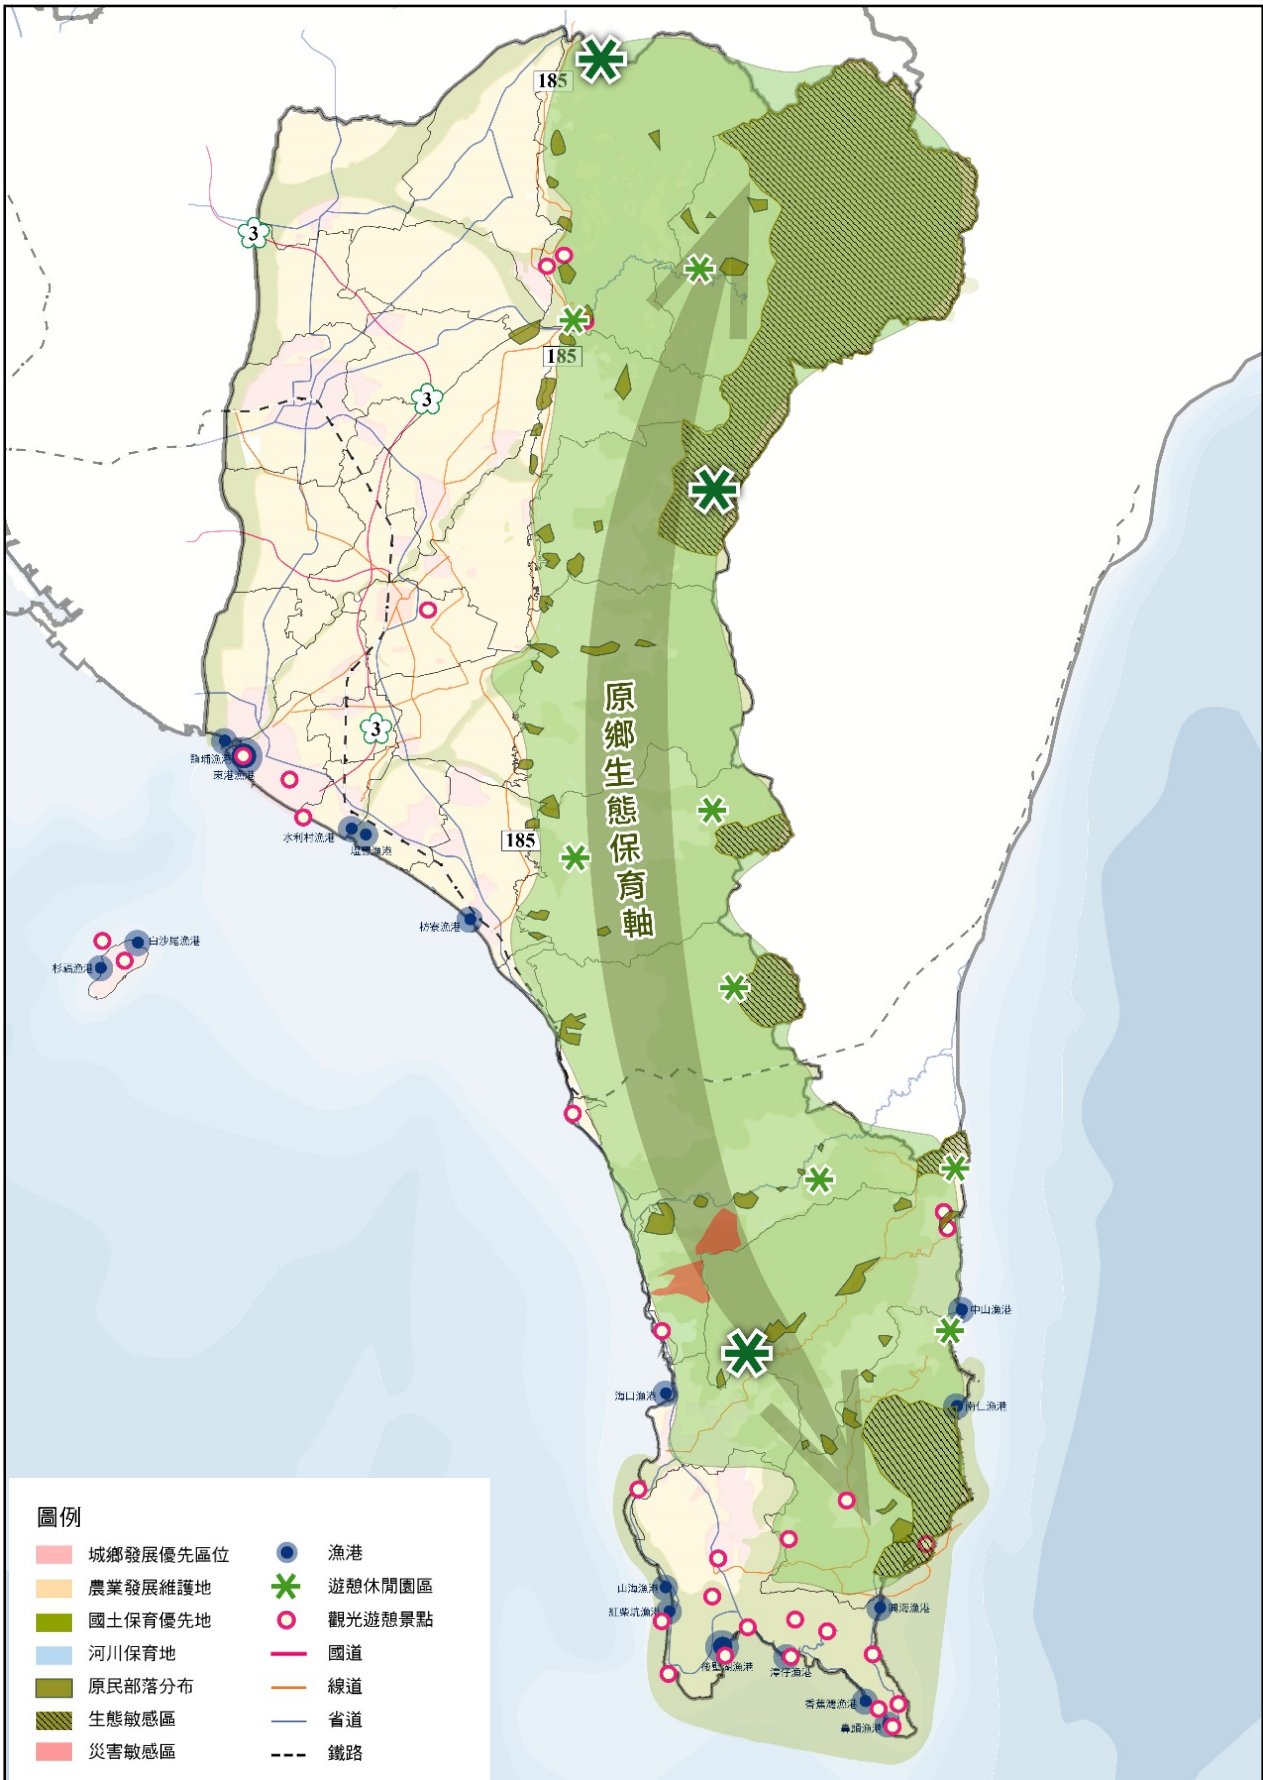 185
3
185
3
原鄉生態保育軸
3
東港漁港
水利村漁港
185
枋寮漁港
白沙尾漁港
杉福漁港
中山漁港
海口漁港
南仁漁港
山海漁港
紅柴坑漁港
興海漁港
後壁湖漁港
潭仔漁港
香蕉灣漁港
鼻頭漁港
圖例
城鄉發展優先區位
農業發展維護地
國土保育優先地
河川保育地
原民部落分布
生態敏感區
災害敏感區
漁港
遊憩休閒園區
觀光遊憩景點
國道
線道
省道
鐵路